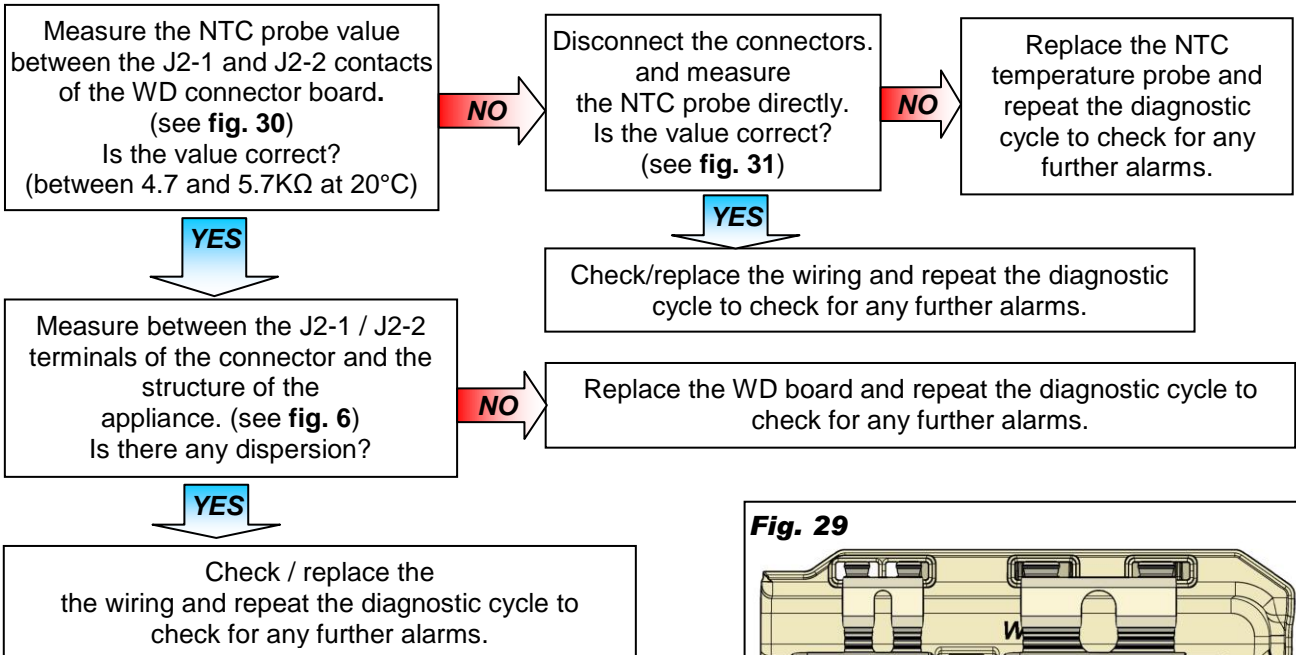 Measure the NTC probe value
between the J2-1 and J2-2 contacts
of the WD connector board.
(see fig. 30)
Is the value correct?
(between 4.7 and 5.7KΩ at 20°C)
NO
Disconnect the connectors.
and measure
the NTC probe directly.
Is the value correct?
(see fig. 31)
NO
Replace the NTC
temperature probe and
repeat the diagnostic
cycle to check for any
further alarms.
YES
YES
Check/replace the wiring and repeat the diagnostic
cycle to check for any further alarms.
Measure between the J2-1 / J2-2
terminals of the connector and the
structure of the
appliance. (see fig. 6)
Is there any dispersion?
NO
Replace the WD board and repeat the diagnostic cycle to
check for any further alarms.
YES
Check / replace the
the wiring and repeat the diagnostic cycle to
check for any further alarms.
Fig. 29